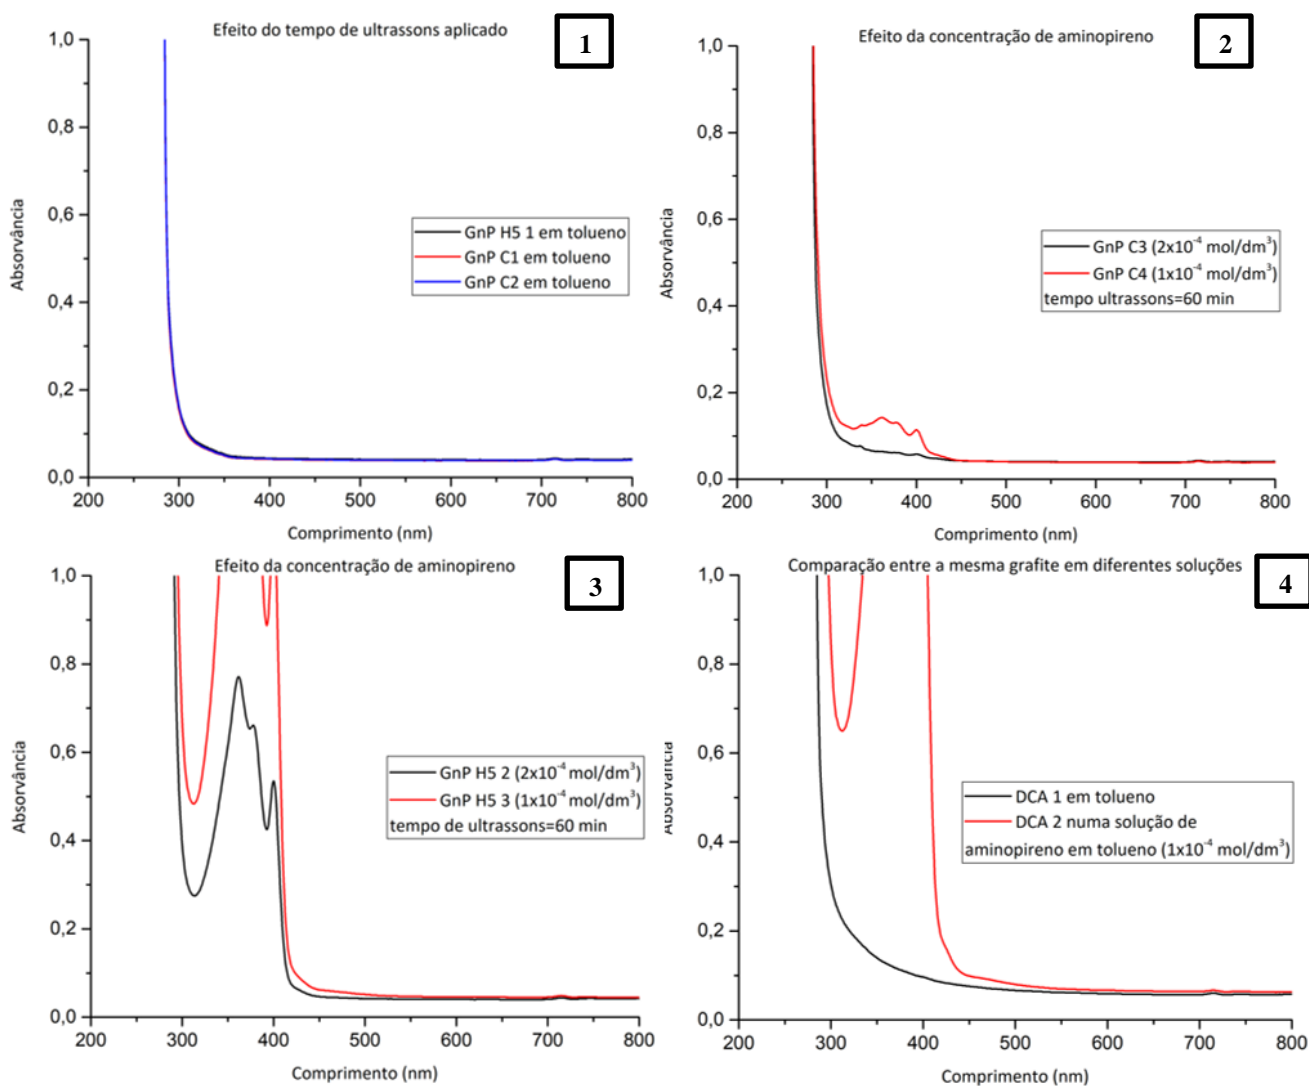 Efeito do tempo de ultrassons aplicado
1
1,0
0,8
0,6
0,4
0,2
0,0
Absorvância
GnP H5 1 em tolueno
GnP C1 em tolueno
GnP C2 em tolueno
200 300 400 500 600 700 800
Comprimento (nm)
Efeito da concentração de aminopireno
2
1,0
0,8
0,6
0,4
0,2
0,0
Absorvância
GnP C3 (2x10⁻⁴ mol/dm³)
GnP C4 (1x10⁻⁴ mol/dm³)
tempo ultrassons=60 min
200 300 400 500 600 700 800
Comprimento (nm)
Efeito da concentração de aminopireno
3
1,0
0,8
0,6
0,4
0,2
0,0
Absorvância
GnP H5 2 (2x10⁻⁴ mol/dm³)
GnP H5 3 (1x10⁻⁴ mol/dm³)
tempo de ultrassons=60 min
200 300 400 500 600 700 800
Comprimento (nm)
Comparação entre a mesma grafite em diferentes soluções
4
1,0
0,8
0,6
0,4
0,2
0,0
Absorvância
DCA 1 em tolueno
DCA 2 numa solução de
aminopireno em tolueno (1x10⁻⁴ mol/dm³)
200 300 400 500 600 700 800
Comprimento (nm)